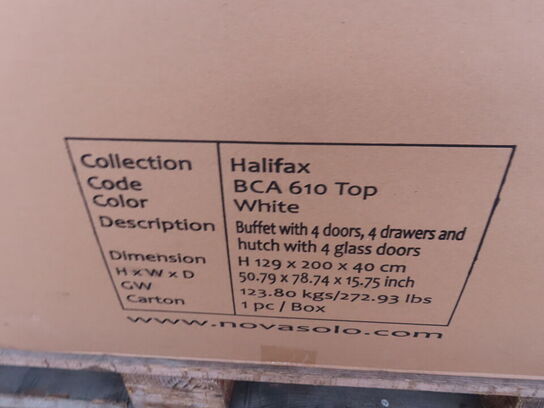 Collection Halifax
Code BCA 610 Top
Color White
Description Buffet with 4 doors, 4 drawers and
hutch with 4 glass doors
Dimension H 129 x 200 x 40 cm
H x W x D 50.79 x 78.74 x 15.75 inch
GW 123.80 kgs/272.93 lbs
Carton 1 pc / Box
www.novasolo.com